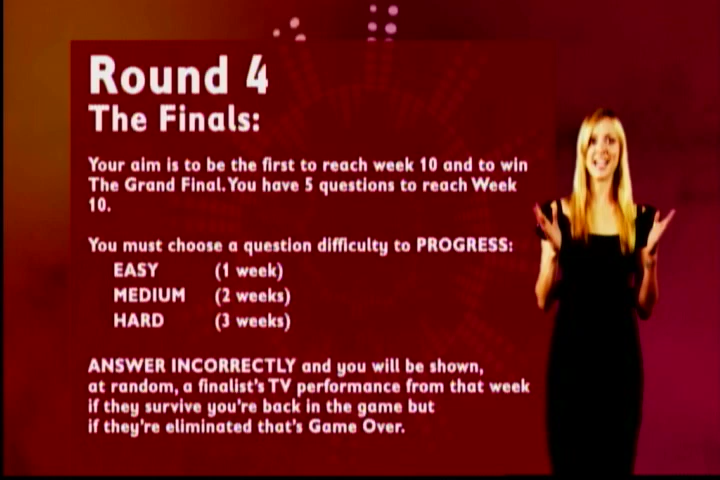 Round 4
The Finals:
Your aim is to be the first to reach week 10 and to win
The Grand Final. You have 5 questions to reach Week
10.
You must choose a question difficulty to PROGRESS:
EASY (1 week)
MEDIUM (2 weeks)
HARD (3 weeks)
ANSWER INCORRECTLY and you will be shown,
at random, a finalist's TV performance from that week
if they survive you're back in the game but
if they're eliminated that's Game Over.